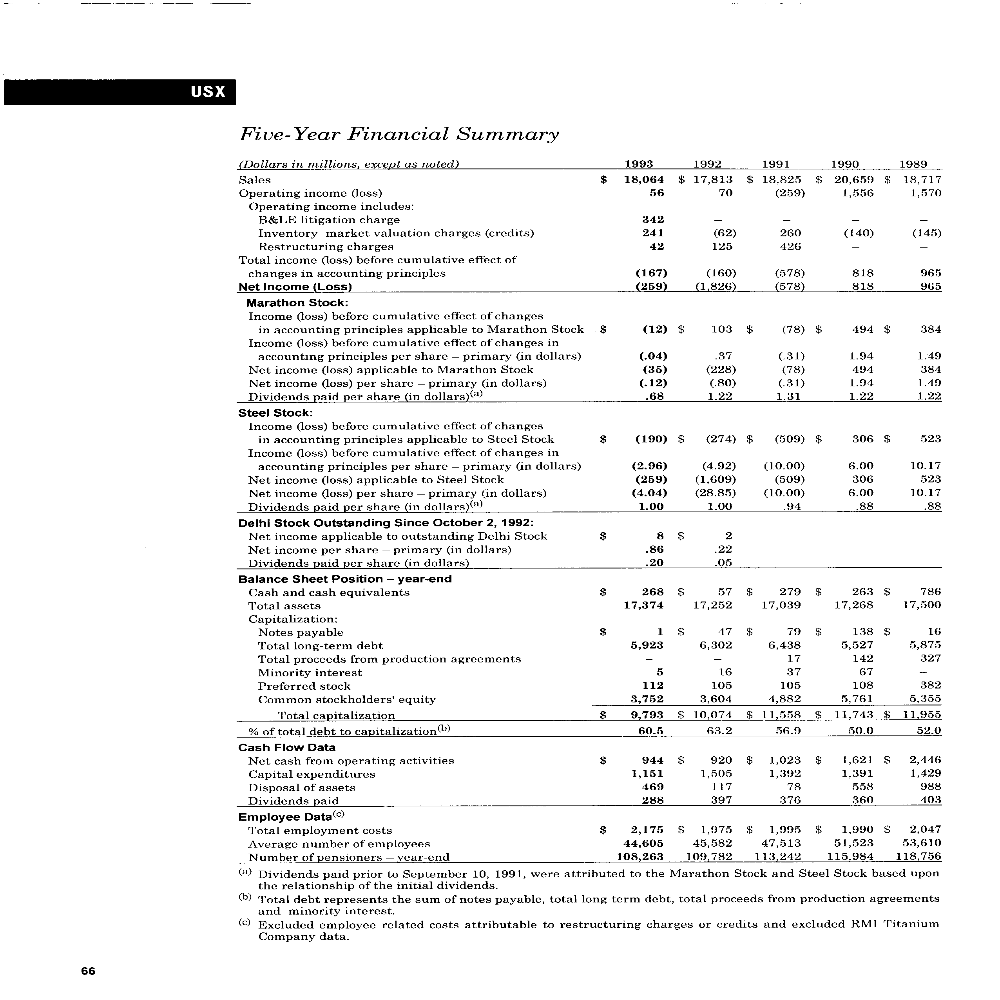 USX
Five-Year Financial Summary
(Dollars in millions, except as noted) 1993 1992 1991 1990 1989
Sales $ 18,064 $ 17,813 $ 18,825 $ 20,659 $ 18,717
Operating income (loss) 56 70 (259) 1,556 1,570
Operating income includes:
B&LE litigation charge 342 – – – –
Inventory market valuation charges (credits) 241 (62) 260 (140) (145)
Restructuring charges 42 125 426 – –
Total income (loss) before cumulative effect of
changes in accounting principles (167) (160) (578) 818 965
Net Income (Loss) (259) (1,826) (578) 818 965
Marathon Stock:
Income (loss) before cumulative effect of changes
in accounting principles applicable to Marathon Stock $ (12) $ 103 $ (78) $ 494 $ 384
Income (loss) before cumulative effect of changes in
accounting principles per share – primary (in dollars) (.04) .37 (.31) 1.94 1.49
Net income (loss) applicable to Marathon Stock (35) (228) (78) 494 384
Net income (loss) per share – primary (in dollars) (.12) (.80) (.31) 1.94 1.49
Dividends paid per share (in dollars)(a) .68 1.22 1.31 1.22 1.22
Steel Stock:
Income (loss) before cumulative effect of changes
in accounting principles applicable to Steel Stock $ (190) $ (274) $ (509) $ 306 $ 523
Income (loss) before cumulative effect of changes in
accounting principles per share – primary (in dollars) (2.96) (4.92) (10.00) 6.00 10.17
Net income (loss) applicable to Steel Stock (259) (1,609) (509) 306 523
Net income (loss) per share – primary (in dollars) (4.04) (28.85) (10.00) 6.00 10.17
Dividends paid per share (in dollars)(a) 1.00 1.00 .94 .88 .88
Delhi Stock Outstanding Since October 2, 1992:
Net income applicable to outstanding Delhi Stock $ 8 $ 2
Net income per share – primary (in dollars) .86 .22
Dividends paid per share (in dollars) .20 .05
Balance Sheet Position – year-end
Cash and cash equivalents $ 268 $ 57 $ 279 $ 263 $ 786
Total assets 17,374 17,252 17,039 17,268 17,500
Capitalization:
Notes payable $ 1 $ 47 $ 79 $ 138 $ 16
Total long-term debt 5,923 6,302 6,438 5,527 5,875
Total proceeds from production agreements – – 17 142 327
Minority interest 5 16 37 67 –
Preferred stock 112 105 105 108 382
Common stockholders' equity 3,752 3,604 4,882 5,761 5,355
Total capitalization $ 9,793 $ 10,074 $ 11,558 $ 11,743 $ 11,955
% of total debt to capitalization(b) 60.5 63.2 56.9 50.0 52.0
Cash Flow Data
Net cash from operating activities $ 944 $ 920 $ 1,023 $ 1,621 $ 2,446
Capital expenditures 1,151 1,505 1,392 1,391 1,429
Disposal of assets 469 117 78 558 988
Dividends paid 288 397 376 360 403
Employee Data(c)
Total employment costs $ 2,175 $ 1,975 $ 1,995 $ 1,990 $ 2,047
Average number of employees 44,605 45,582 47,513 51,523 53,610
Number of pensioners – year-end 108,263 109,782 113,242 115,984 118,756
(a) Dividends paid prior to September 10, 1991, were attributed to the Marathon Stock and Steel Stock based upon
the relationship of the initial dividends.
(b) Total debt represents the sum of notes payable, total long term debt, total proceeds from production agreements
and minority interest.
(c) Excluded employee related costs attributable to restructuring charges or credits and excluded RMI Titanium
Company data.
66